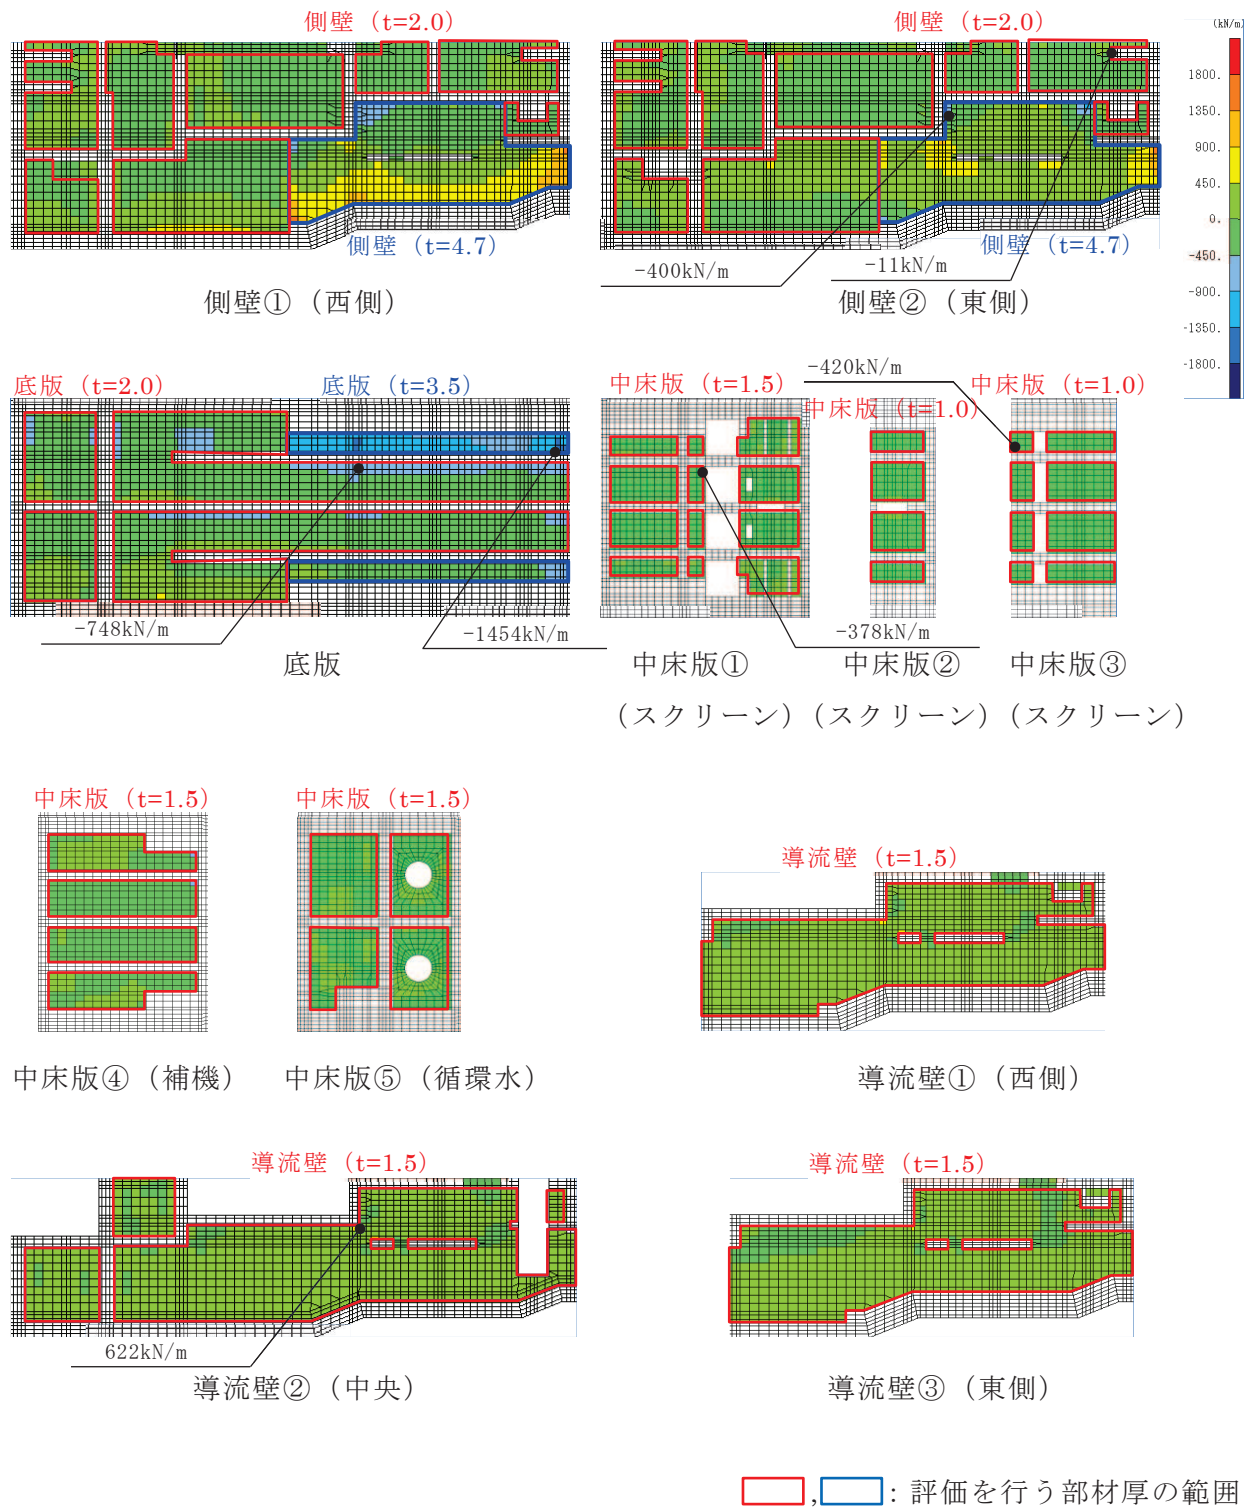 側壁（t=2.0）
側壁（t=2.0）
(kN/m)
1800.
1350.
900.
450.
0.
-450.
-900.
-1350.
-1800.
側壁（t=4.7）
側壁（t=4.7）
-400kN/m
-11kN/m
側壁①（西側）
側壁②（東側）
底版（t=2.0）
底版（t=3.5）
中床版（t=1.5）
-420kN/m
中床版（t=1.0）
中床版（t=1.0）
-748kN/m
-1454kN/m
-378kN/m
底版
中床版①
（スクリーン）
中床版②
（スクリーン）
中床版③
（スクリーン）
中床版（t=1.5）
中床版（t=1.5）
導流壁（t=1.5）
中床版④（補機）
中床版⑤（循環水）
導流壁①（西側）
導流壁（t=1.5）
導流壁（t=1.5）
622kN/m
導流壁②（中央）
導流壁③（東側）
,　：評価を行う部材厚の範囲